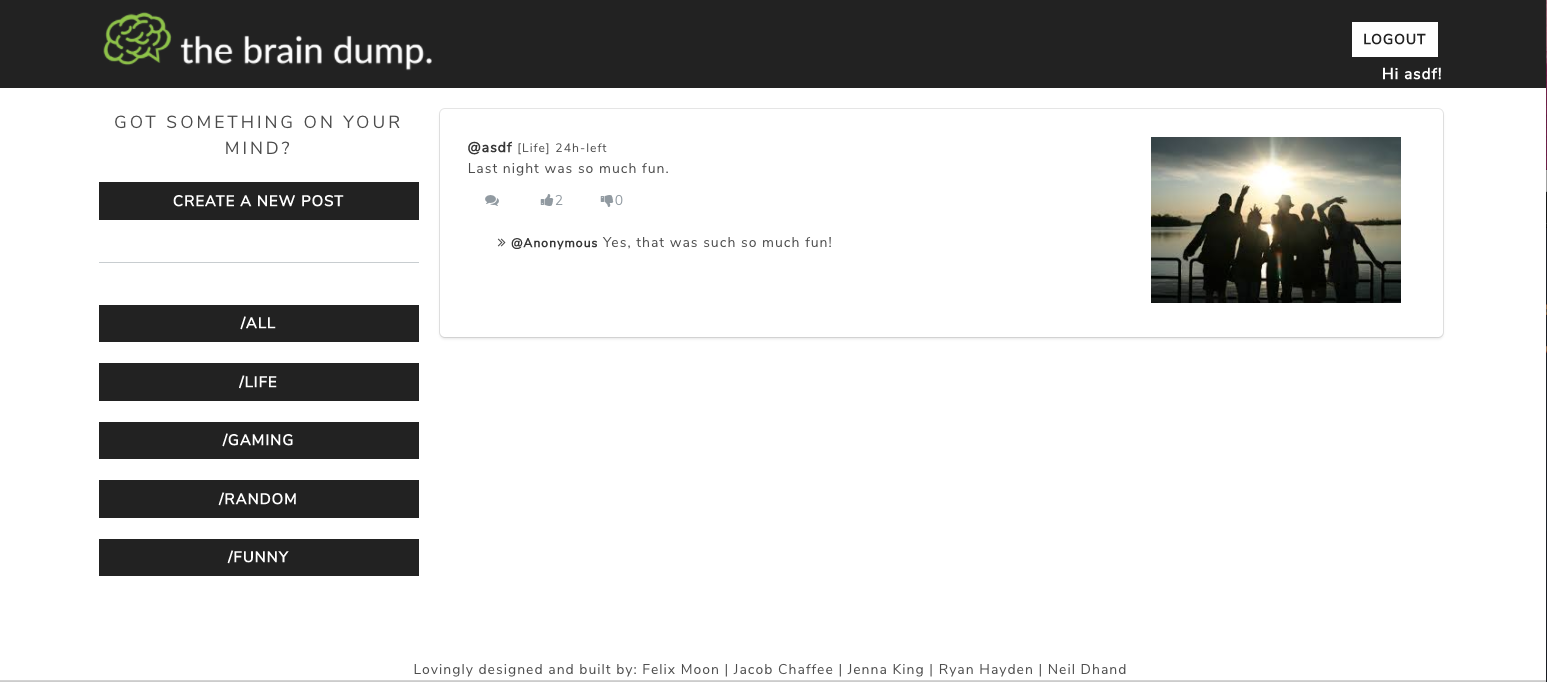 the brain dump.
LOGOUT
Hi asdf!
GOT SOMETHING ON YOUR
MIND?
CREATE A NEW POST
/ALL
/LIFE
/GAMING
/RANDOM
/FUNNY
@asdf [Life] 24h-left
Last night was so much fun.
2 0
» @Anonymous Yes, that was such so much fun!
Lovingly designed and built by: Felix Moon | Jacob Chaffee | Jenna King | Ryan Hayden | Neil Dhand